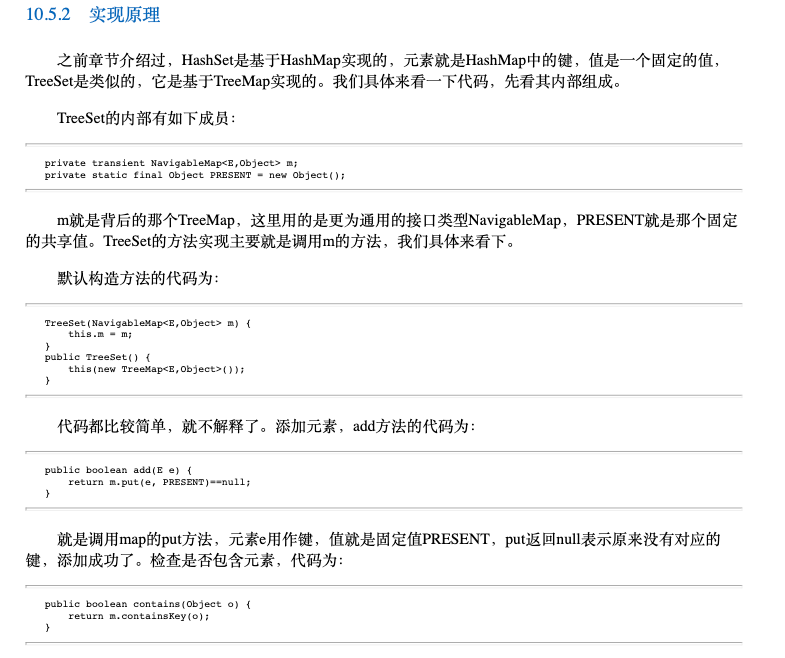 10.5.2 实现原理
之前章节介绍过，HashSet是基于HashMap实现的，元素就是HashMap中的键，值是一个固定的值，
TreeSet是类似的，它是基于TreeMap实现的。我们具体来看一下代码，先看其内部组成。
TreeSet的内部有如下成员：
private transient NavigableMap<E,Object> m;
private static final Object PRESENT = new Object();
m就是背后的那个TreeMap，这里用的是更为通用的接口类型NavigableMap，PRESENT就是那个固定
的共享值。TreeSet的方法实现主要就是调用m的方法，我们具体来看下。
默认构造方法的代码为：
TreeSet(NavigableMap<E,Object> m) {
    this.m = m;
}
public TreeSet() {
    this(new TreeMap<E,Object>());
}
代码都比较简单，就不解释了。添加元素，add方法的代码为：
public boolean add(E e) {
    return m.put(e, PRESENT)==null;
}
就是调用map的put方法，元素e用作键，值就是固定值PRESENT，put返回null表示原来没有对应的
键，添加成功了。检查是否包含元素，代码为：
public boolean contains(Object o) {
    return m.containsKey(o);
}